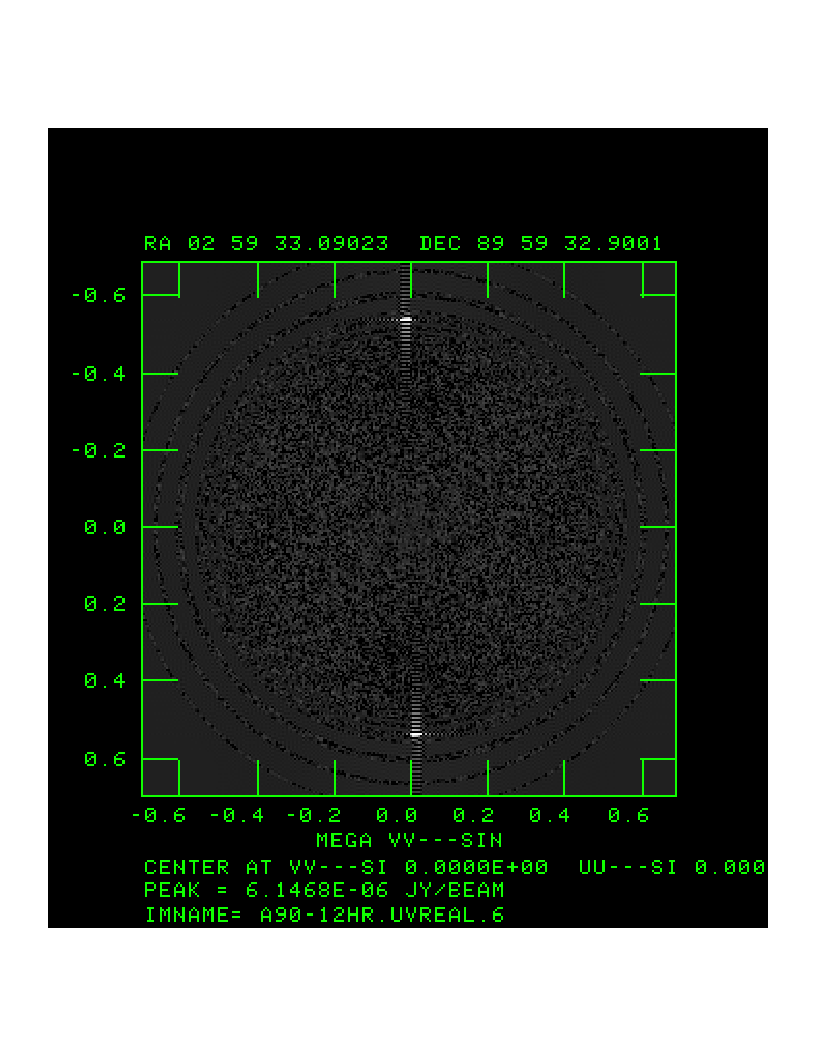 RA 02 59 33.09023  DEC 89 59 32.9001
-0.6
-0.4
-0.2
0.0
0.2
0.4
0.6
-0.6 -0.4 -0.2 0.0 0.2 0.4 0.6
MEGA VV---SIN
CENTER AT VV---SI 0.0000E+00  UU---SI 0.000
PEAK = 6.1468E-06 JY/BEAM
IMNAME= A90-12HR.UVREAL.6